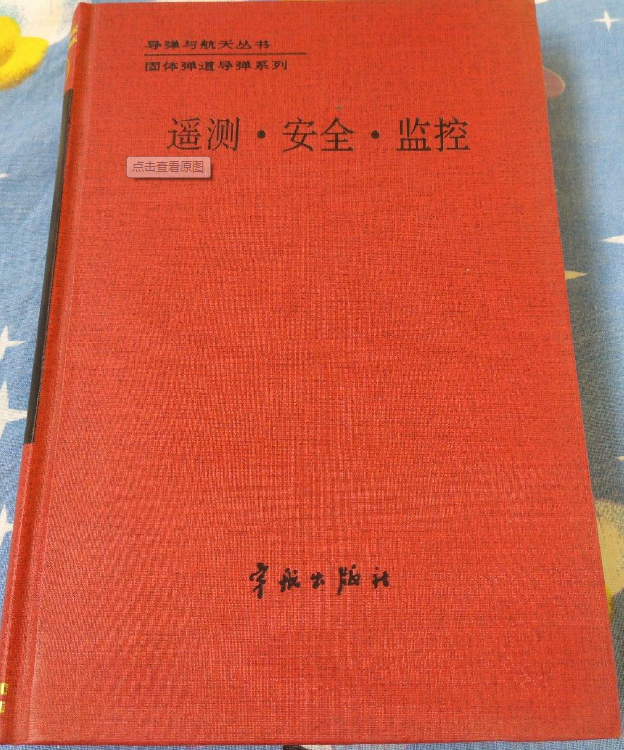 导弹与航天丛书
固体弹道导弹系列
遥测·安全·监控
点击查看原图
宇航出版社